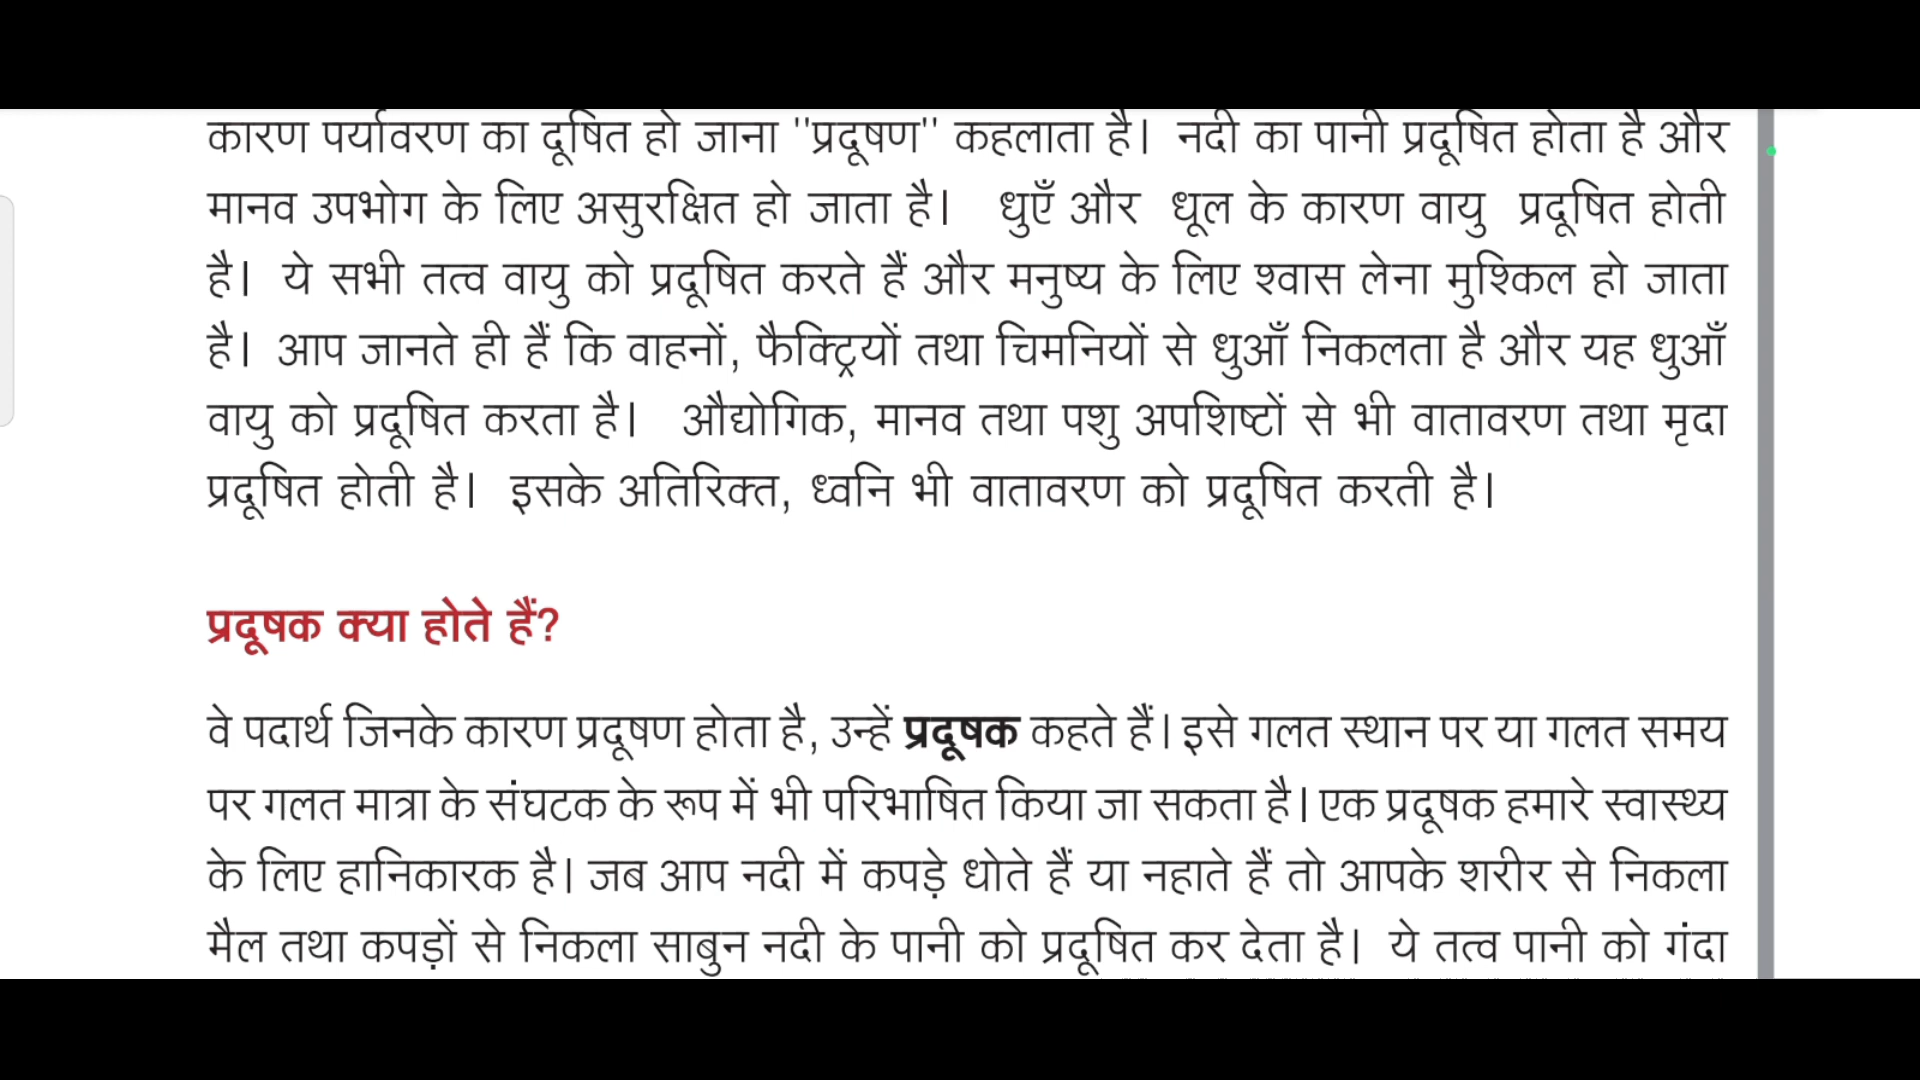 कारण पर्यावरण का दूषित हो जाना "प्रदूषण" कहलाता है। नदी का पानी प्रदूषित होता है और
मानव उपभोग के लिए असुरक्षित हो जाता है। धुएँ और धूल के कारण वायु प्रदूषित होती
है। ये सभी तत्व वायु को प्रदूषित करते हैं और मनुष्य के लिए श्वास लेना मुश्किल हो जाता
है। आप जानते ही हैं कि वाहनों, फैक्ट्रियों तथा चिमनियों से धुआँ निकलता है और यह धुआँ
वायु को प्रदूषित करता है। औद्योगिक, मानव तथा पशु अपशिष्टों से भी वातावरण तथा मृदा
प्रदूषित होती है। इसके अतिरिक्त, ध्वनि भी वातावरण को प्रदूषित करती है।
प्रदूषक क्या होते हैं?
वे पदार्थ जिनके कारण प्रदूषण होता है, उन्हें प्रदूषक कहते हैं। इसे गलत स्थान पर या गलत समय
पर गलत मात्रा के संघटक के रूप में भी परिभाषित किया जा सकता है। एक प्रदूषक हमारे स्वास्थ्य
के लिए हानिकारक है। जब आप नदी में कपड़े धोते हैं या नहाते हैं तो आपके शरीर से निकला
मैल तथा कपड़ों से निकला साबुन नदी के पानी को प्रदूषित कर देता है। ये तत्व पानी को गंदा